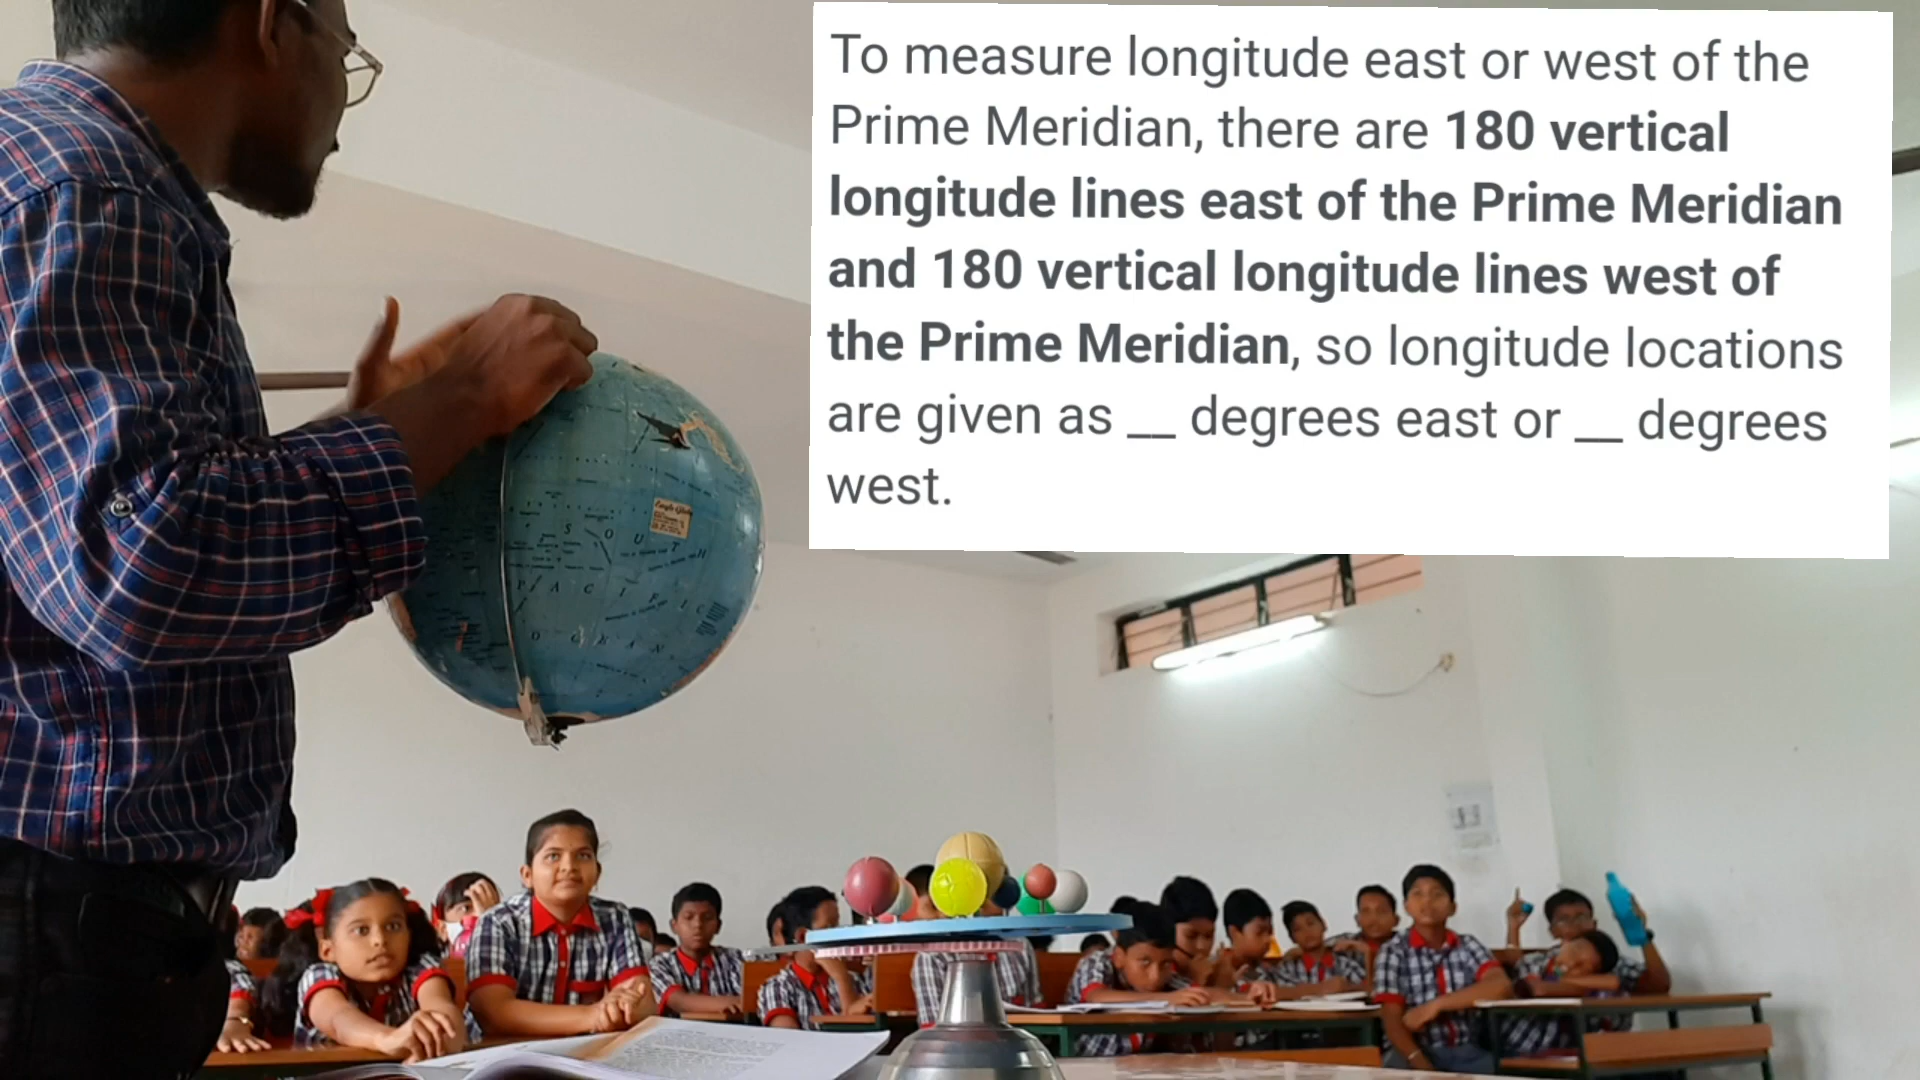 To measure longitude east or west of the
Prime Meridian, there are 180 vertical
longitude lines east of the Prime Meridian
and 180 vertical longitude lines west of
the Prime Meridian, so longitude locations
are given as __ degrees east or __ degrees
west.
Eagle Globe
S O U T H
P A C I F I C
O C E A N